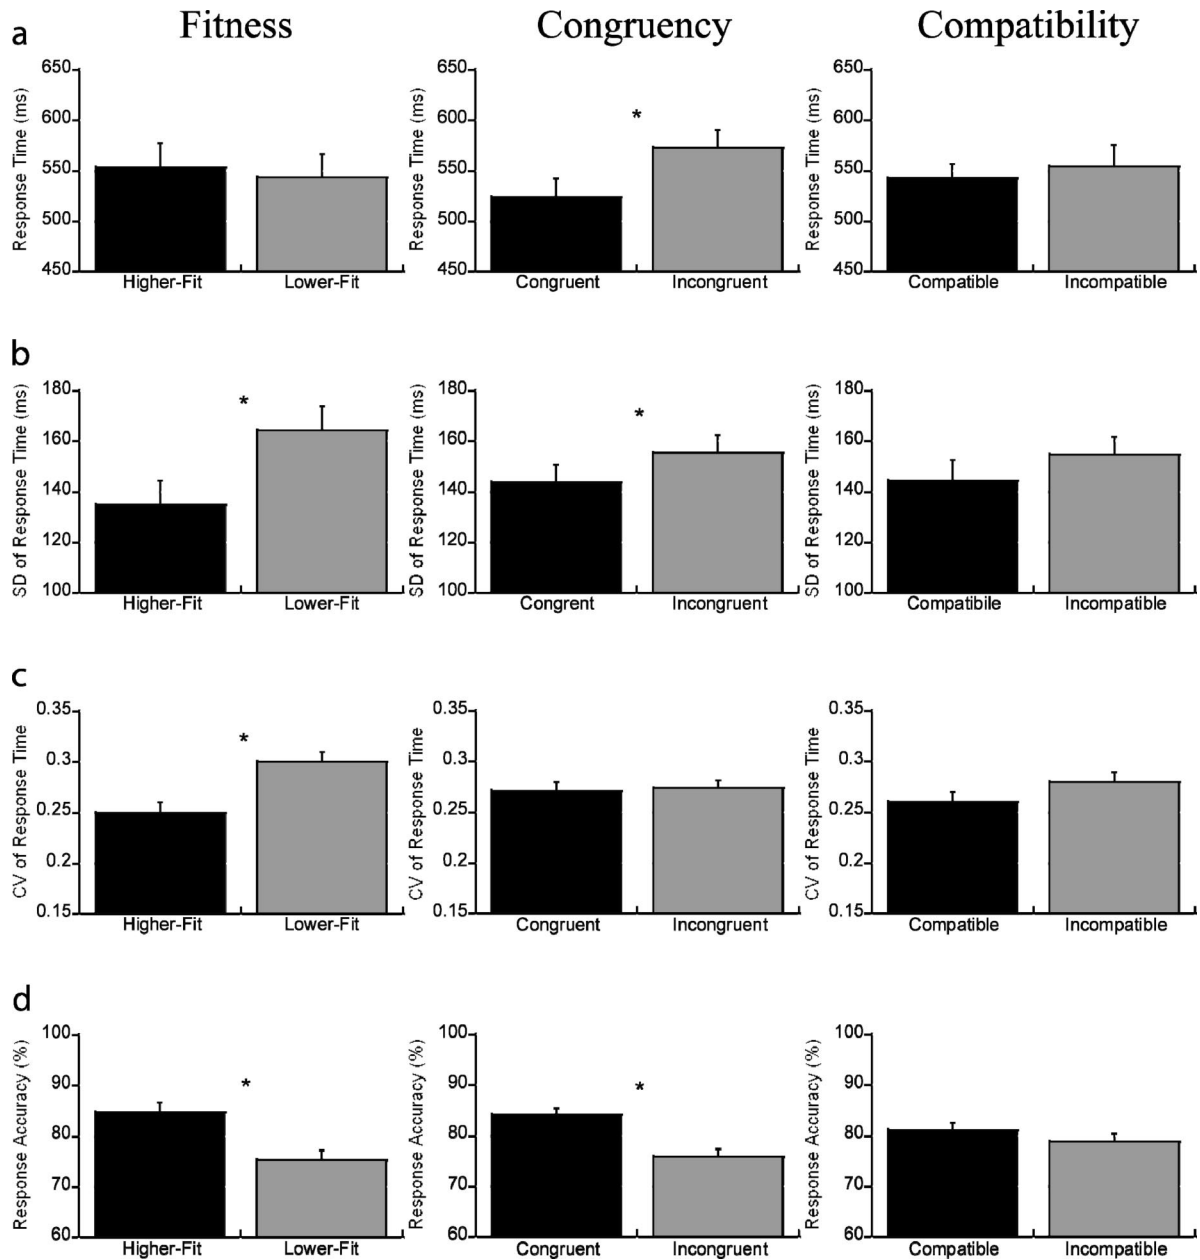 a
Fitness
Congruency
Compatibility
Response Time (ms)
650
600
550
500
450
Higher-Fit
Lower-Fit
Response Time (ms)
650
600
*
550
500
450
Congruent
Incongruent
Response Time (ms)
650
600
550
500
450
Compatible
Incompatible
b
SD of Response Time (ms)
180
*
160
140
120
100
Higher-Fit
Lower-Fit
SD of Response Time (ms)
180
*
160
140
120
100
Congrent
Incongruent
SD of Response Time (ms)
180
160
140
120
100
Compatibile
Incompatible
c
CV of Response Time
0.35
*
0.3
0.25
0.2
0.15
Higher-Fit
Lower-Fit
CV of Response Time
0.35
0.3
0.25
0.2
0.15
Congruent
Incongruent
CV of Response Time
0.35
0.3
0.25
0.2
0.15
Compatible
Incompatible
d
Response Accuracy (%)
100
90
*
80
70
60
Higher-Fit
Lower-Fit
Response Accuracy (%)
100
90
*
80
70
60
Congruent
Incongruent
Response Accuracy (%)
100
90
80
70
60
Compatible
Incompatible